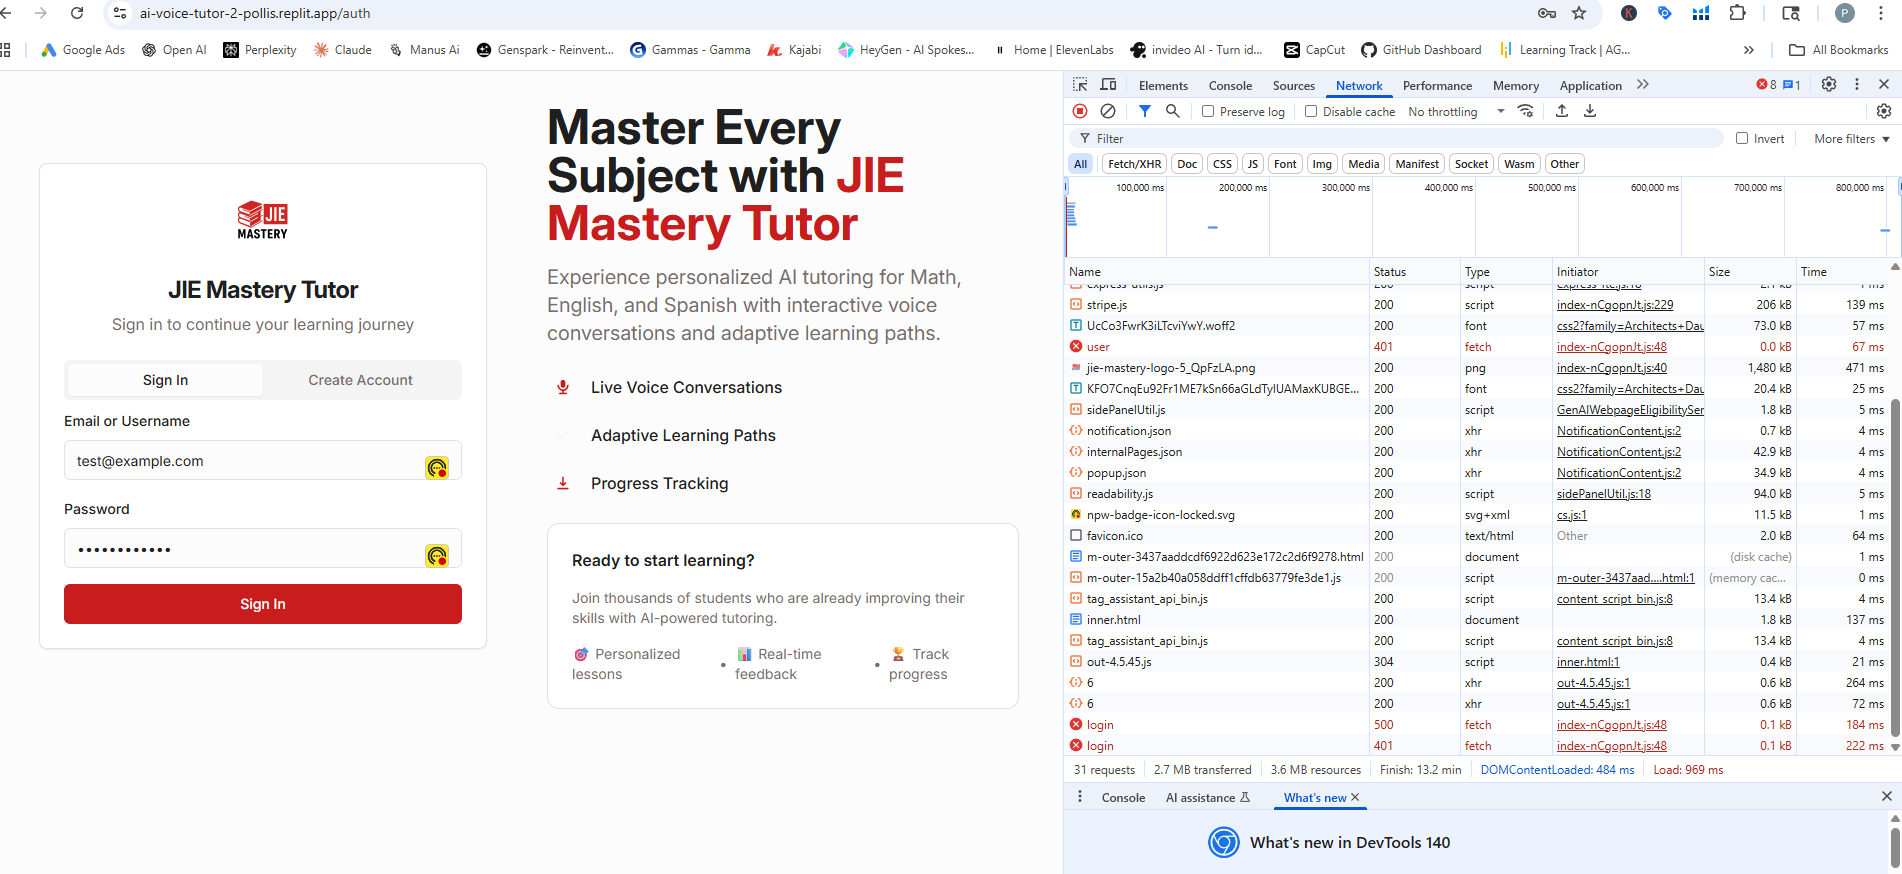 ai-voice-tutor-2-pollis.replit.app/auth
P
Google Ads
Open AI
Perplexity
Claude
Manus Ai
Genspark - Reinvent...
Gammas - Gamma
Kajabi
HeyGen - AI Spokes...
Home | ElevenLabs
invideo AI - Turn id...
CapCut
GitHub Dashboard
Learning Track | AG...
»
All Bookmarks
JIE
MASTERY
JIE Mastery Tutor
Sign in to continue your learning journey
Sign In Create Account
Email or Username
test@example.com
Password
••••••••••••
Sign In
Master Every
Subject with JIE
Mastery Tutor
Experience personalized AI tutoring for Math,
English, and Spanish with interactive voice
conversations and adaptive learning paths.
Live Voice Conversations
Adaptive Learning Paths
Progress Tracking
Ready to start learning?
Join thousands of students who are already improving their
skills with AI-powered tutoring.
🎯 Personalized lessons
• 📊 Real-time feedback
• 🏆 Track progress
Elements Console Sources Network Performance Memory Application 8 1
Preserve log Disable cache No throttling
Filter Invert More filters
All Fetch/XHR Doc CSS JS Font Img Media Manifest Socket Wasm Other
100,000 ms 200,000 ms 300,000 ms 400,000 ms 500,000 ms 600,000 ms 700,000 ms 800,000 ms
Name Status Type Initiator Size Time
stripe.js 200 script index-nCgopnJt.js:229 206 kB 139 ms
UcCo3FwrK3iLTcviYwY.woff2 200 font css2?family=Architects+Dau 73.0 kB 57 ms
user 401 fetch index-nCgopnJt.js:48 0.0 kB 67 ms
jie-mastery-logo-5_QpFzLA.png 200 png index-nCgopnJt.js:40 1,480 kB 471 ms
KFO7CnqEu92Fr1ME7kSn66aGLdTylUAMaxKUBGE... 200 font css2?family=Architects+Dau 20.4 kB 25 ms
sidePanelUtil.js 200 script GenAIWebpageEligibilitySer 1.8 kB 5 ms
notification.json 200 xhr NotificationContent.js:2 0.7 kB 4 ms
internalPages.json 200 xhr NotificationContent.js:2 42.9 kB 4 ms
popup.json 200 xhr NotificationContent.js:2 34.9 kB 4 ms
readability.js 200 script sidePanelUtil.js:18 94.0 kB 5 ms
npw-badge-icon-locked.svg 200 svg+xml cs.js:1 11.5 kB 1 ms
favicon.ico 200 text/html Other 2.0 kB 64 ms
m-outer-3437aaddcdf6922d623e172c2d6f9278.html 200 document (disk cache) 1 ms
m-outer-15a2b40a058ddff1cffdb63779fe3de1.js 200 script m-outer-3437aad....html:1 (memory cac... 0 ms
tag_assistant_api_bin.js 200 script content_script_bin.js:8 13.4 kB 4 ms
inner.html 200 document 1.8 kB 137 ms
tag_assistant_api_bin.js 200 script content_script_bin.js:8 13.4 kB 4 ms
out-4.5.45.js 304 script inner.html:1 0.4 kB 21 ms
6 200 xhr out-4.5.45.js:1 0.6 kB 264 ms
6 200 xhr out-4.5.45.js:1 0.6 kB 72 ms
login 500 fetch index-nCgopnJt.js:48 0.1 kB 184 ms
login 401 fetch index-nCgopnJt.js:48 0.1 kB 222 ms
31 requests 2.7 MB transferred 3.6 MB resources Finish: 13.2 min DOMContentLoaded: 484 ms Load: 969 ms
Console AI assistance What's new
What's new in DevTools 140